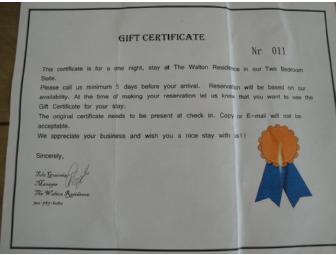 GIFT CERTIFICATE
Nr 011
This certificate is for a one night, stay at The Walton Residence in our Two Bedroom
Suite.
Please call us minimum 5 days before your arrival. Reservation will be based on our
availability. At the time of making your reservation let us know that you want to use the
Gift Certificate for your stay.
The original certificate needs to be present at check in. Copy or E-mail will not be
acceptable.
We appreciate your business and wish you a nice stay with us!!
Sincerely,
Manager
The Walton Residence